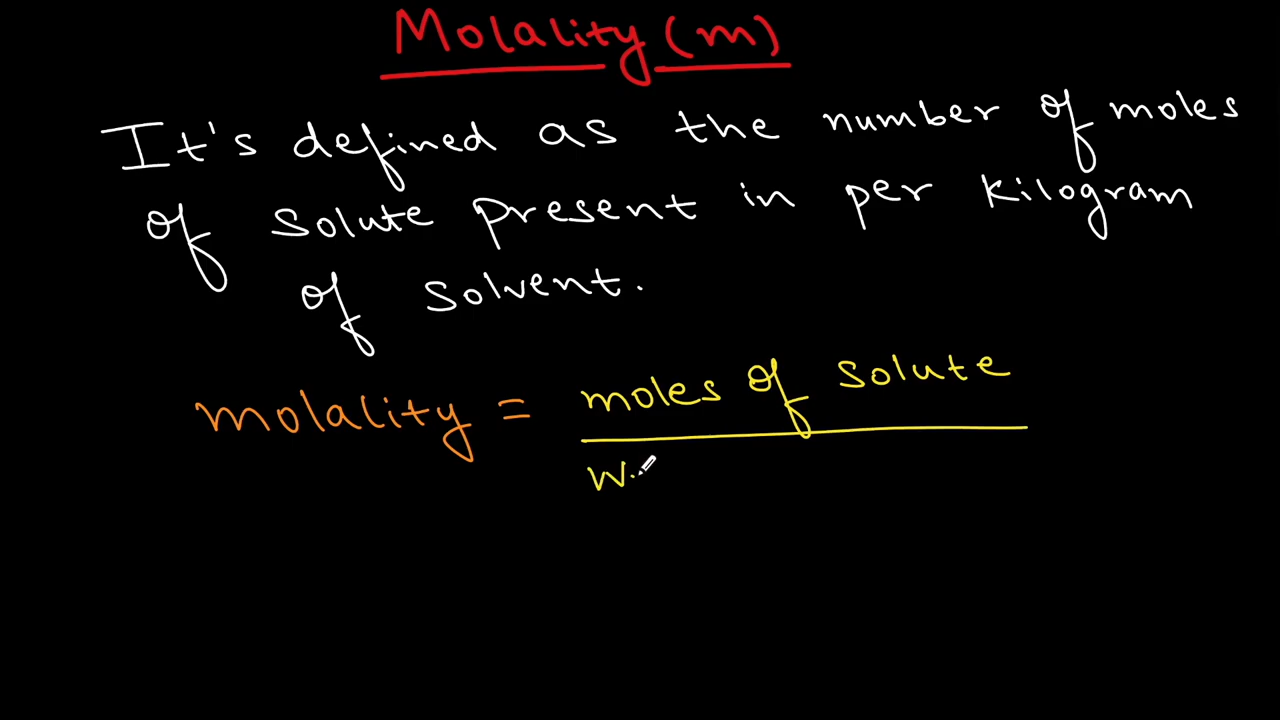 Molality (m)
It's defined as the number of moles
of solute present in per kilogram
of solvent.
molality = moles of solute
W.